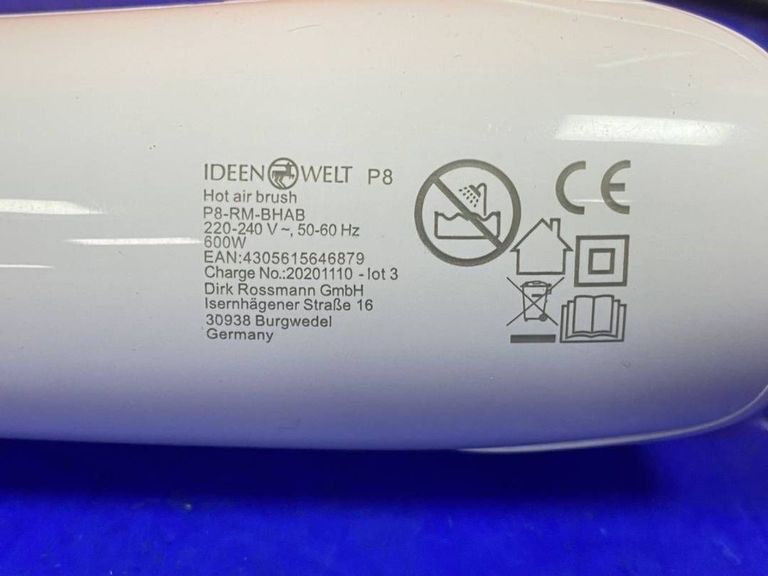 IDEEN WELT P8
Hot air brush
P8-RM-BHAB
220-240 V ~, 50-60 Hz
600W
EAN:4305615646879
Charge No.:20201110 - lot 3
Dirk Rossmann GmbH
Isernhägener Straße 16
30938 Burgwedel
Germany
CE